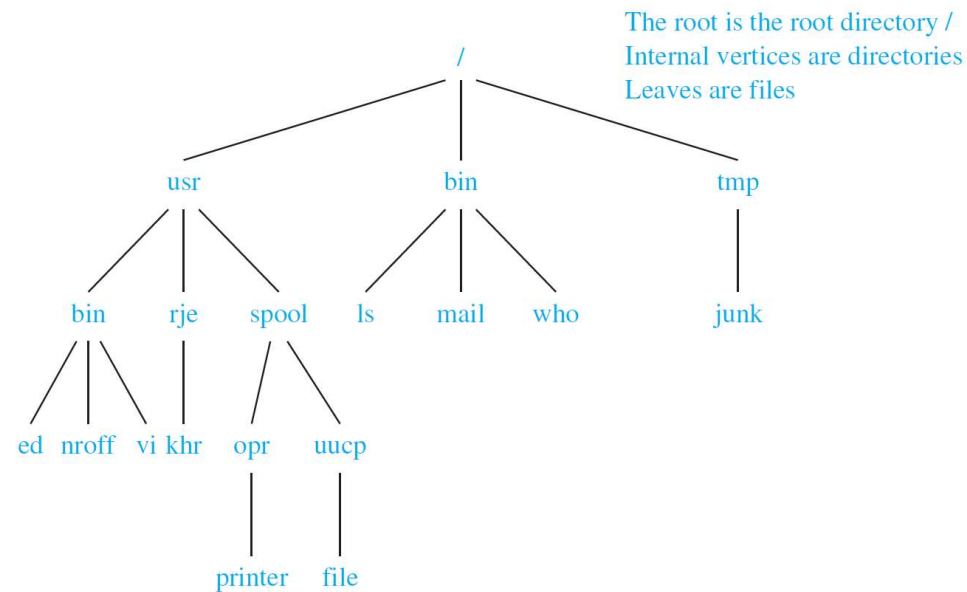 The root is the root directory /
Internal vertices are directories
Leaves are files
/
usr bin tmp
bin rje spool ls mail who junk
ed nroff vi khr opr uucp
printer file